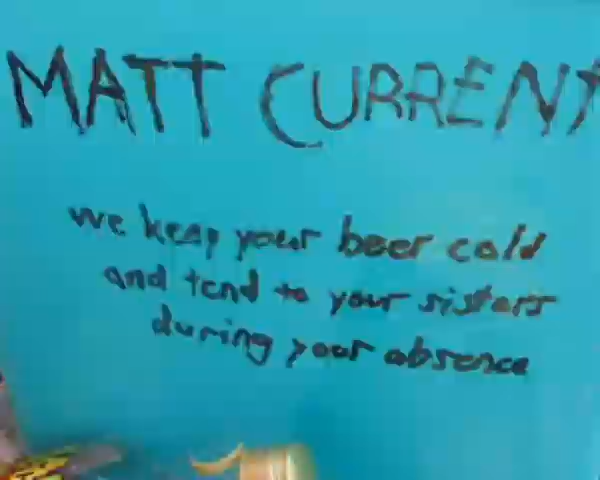 MATT CURRENT
we keep your beer cold
and tend to your sisters
during your absence